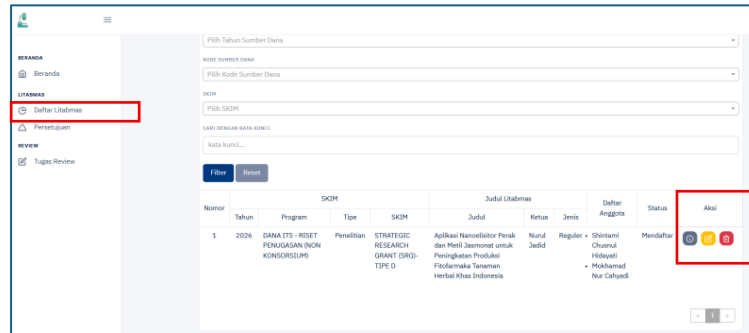 Pilih Tahun Sumber Dana
BERANDA
Beranda
LITABMAS
Daftar Litabmas
Persetujuan
REVIEW
Tugas Review
KODE SUMBER DANA
Pilih Kode Sumber Dana
SKIM
Pilih SKIM
CARI DENGAN KATA KUNCI
kata kunci...
Filter Reset
Nomor SKIM Judul Litabmas Daftar Anggota Status Aksi
Tahun Program Tipe SKIM Judul Ketua Jenis
1 2026 DANA ITS - RISET Penelitian STRATEGIC Aplikasi Nanoelisitor Perak Nurul Reguler • Shintami Mendaftar
PENUGASAN (NON RESEARCH dan Metil Jasmonat untuk Jadid Chusnul
KONSORSIUM) GRANT (SRG)- Peningkatan Produksi Hidayati
TIPE D Fitofarmaka Tanaman • Mokhamad
Herbal Khas Indonesia Nur Cahyadi
< 1 >